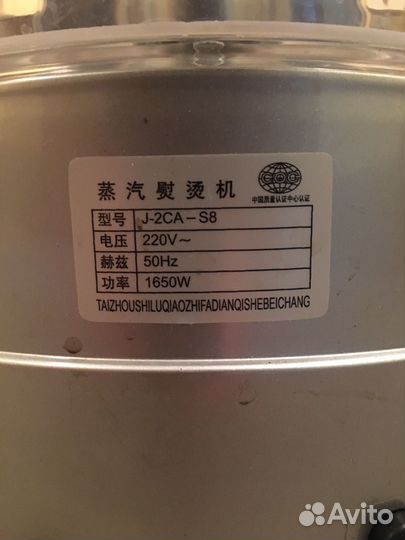 蒸汽熨烫机
CQC
中国质量认证中心认证
型号 J-2CA-S8
电压 220V~
赫兹 50Hz
功率 1650W
TAIZHOUSHILUQIAOZHIFADIANQISHEBEICHANG
Avito